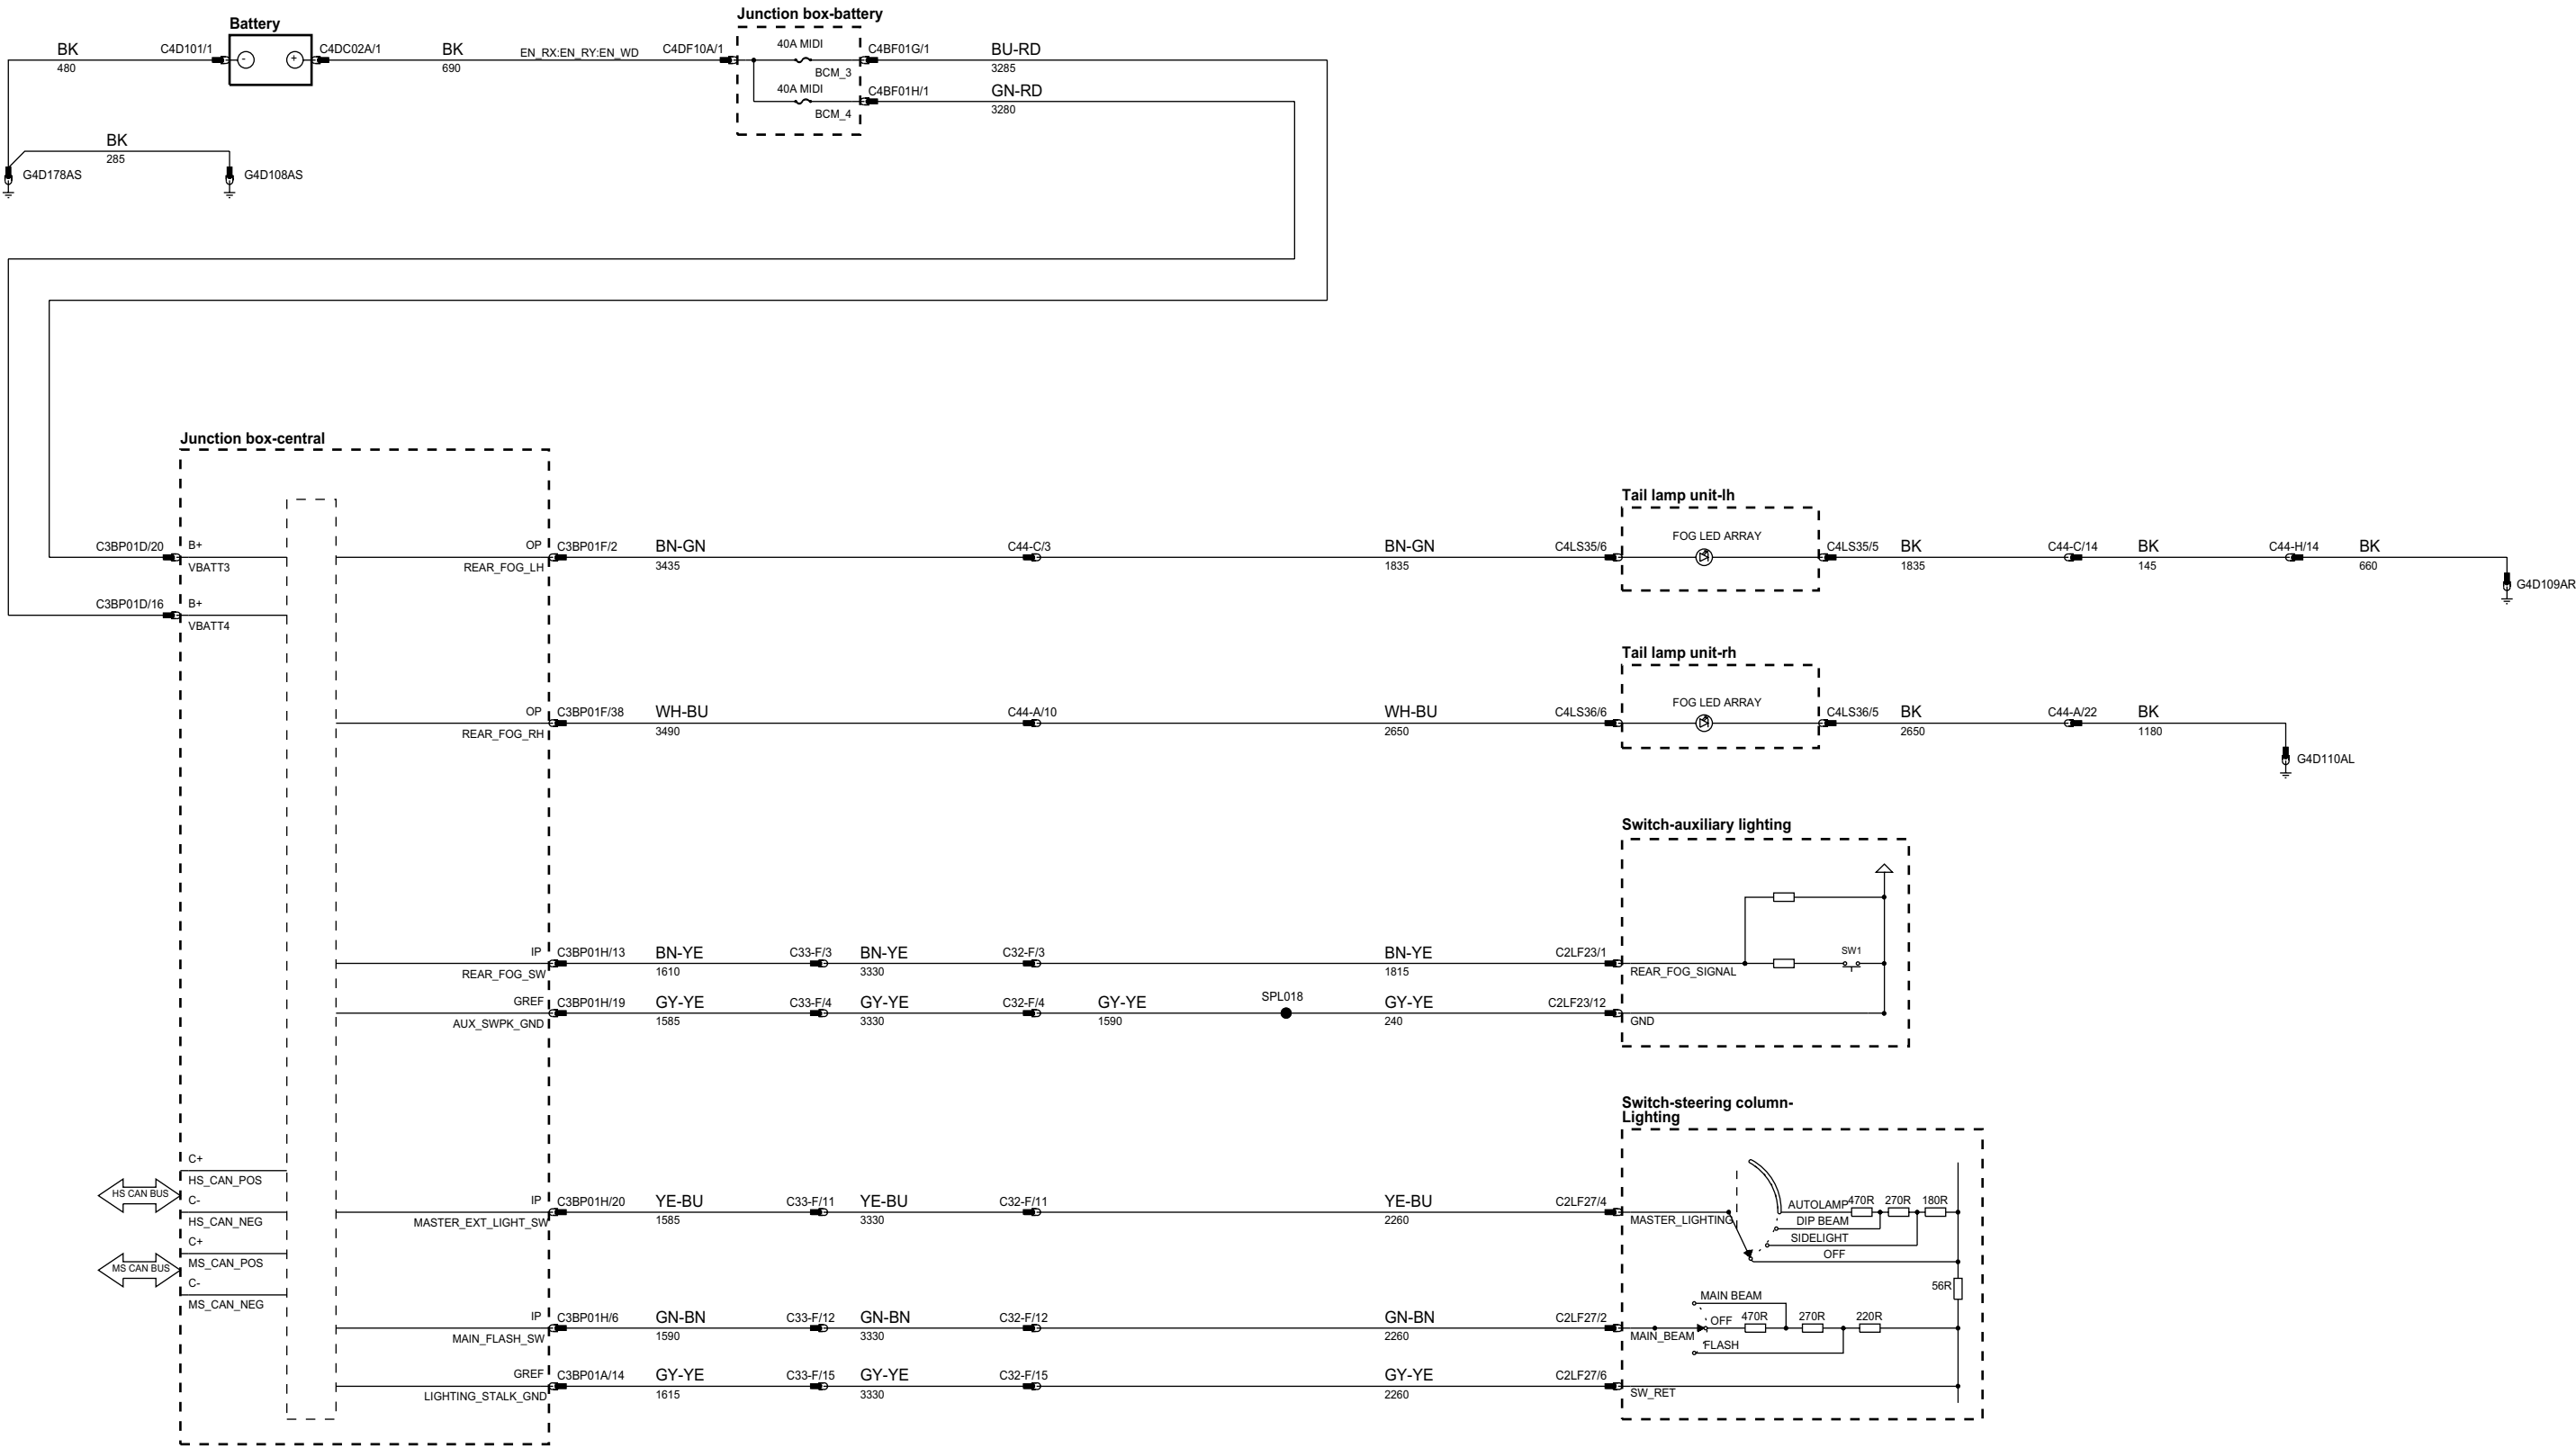 Junction box-battery
Battery
BK
480
C4D101/1
-
+
C4DC02A/1
BK
690
EN_RX:EN_RY:EN_WD
C4DF10A/1
40A MIDI
BCM_3
C4BF01G/1
BU-RD
3285
40A MIDI
BCM_4
C4BF01H/1
GN-RD
3280
BK
285
G4D178AS
G4D108AS
Junction box-central
C3BP01D/20
B+
VBATT3
OP
REAR_FOG_LH
C3BP01F/2
BN-GN
3435
C44-C/3
BN-GN
1835
C4LS35/6
Tail lamp unit-lh
FOG LED ARRAY
C4LS35/5
BK
1835
C44-C/14
BK
145
C44-H/14
BK
660
G4D109AR
C3BP01D/16
B+
VBATT4
Tail lamp unit-rh
OP
REAR_FOG_RH
C3BP01F/38
WH-BU
3490
C44-A/10
WH-BU
2650
C4LS36/6
FOG LED ARRAY
C4LS36/5
BK
2650
C44-A/22
BK
1180
G4D110AL
Switch-auxiliary lighting
IP
REAR_FOG_SW
C3BP01H/13
BN-YE
1610
C33-F/3
BN-YE
3330
C32-F/3
BN-YE
1815
C2LF23/1
REAR_FOG_SIGNAL
SW1
GREF
AUX_SWPK_GND
C3BP01H/19
GY-YE
1585
C33-F/4
GY-YE
3330
C32-F/4
GY-YE
1590
SPL018
GY-YE
240
C2LF23/12
GND
Switch-steering column-
Lighting
C+
HS_CAN_POS
HS CAN BUS
C-
HS_CAN_NEG
C+
MS_CAN_POS
MS CAN BUS
C-
MS_CAN_NEG
IP
MASTER_EXT_LIGHT_SW
C3BP01H/20
YE-BU
1585
C33-F/11
YE-BU
3330
C32-F/11
YE-BU
2260
C2LF27/4
MASTER_LIGHTING
AUTOLAMP
470R
270R
180R
DIP BEAM
SIDELIGHT
OFF
56R
IP
MAIN_FLASH_SW
C3BP01H/6
GN-BN
1590
C33-F/12
GN-BN
3330
C32-F/12
GN-BN
2260
C2LF27/2
MAIN_BEAM
MAIN BEAM
OFF
470R
270R
220R
FLASH
GREF
LIGHTING_STALK_GND
C3BP01A/14
GY-YE
1615
C33-F/15
GY-YE
3330
C32-F/15
GY-YE
2260
C2LF27/6
SW_RET